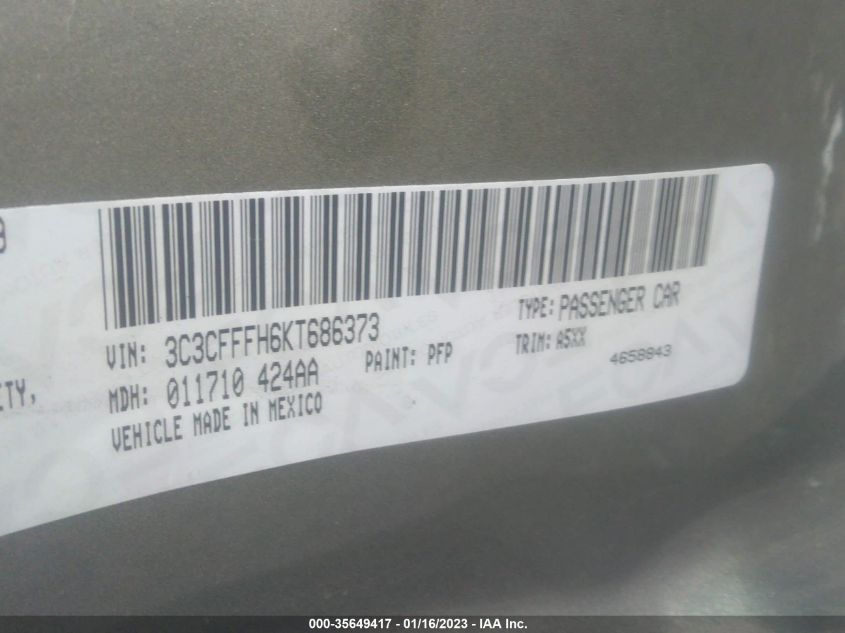 VIN: 3C3CFFFH6KT686373
TYPE: PASSENGER CAR
MDH: 011710 424AA
PAINT: PFP
TRIM: A5XX
VEHICLE MADE IN MEXICO
4658843
000-35649417 - 01/16/2023 - IAA Inc.